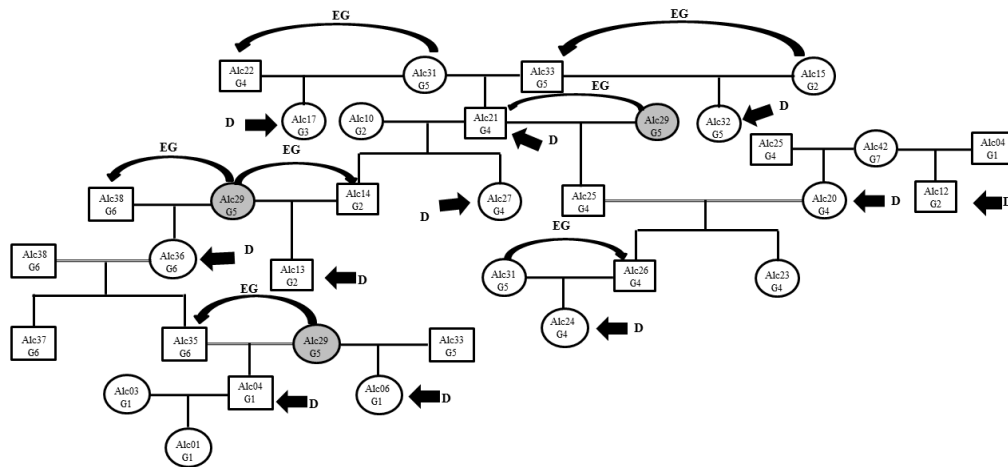 EG
EG
Alc22
G4
Alc31
G5
Alc33
G5
Alc15
G2
EG
D
Alc17
G3
Alc10
G2
Alc21
G4
D
Alc29
G5
Alc32
G5
D
Alc25
G4
Alc42
G7
Alc04
G1
EG
EG
Alc38
G6
Alc29
G5
Alc14
G2
D
Alc27
G4
Alc25
G4
Alc20
G4
D
Alc12
G2
D
Alc38
G6
Alc36
G6
D
Alc13
G2
D
EG
Alc31
G5
Alc26
G4
Alc23
G4
EG
Alc37
G6
Alc35
G6
Alc29
G5
Alc33
G5
Alc24
G4
D
Alc03
G1
Alc04
G1
D
Alc06
G1
D
Alc01
G1